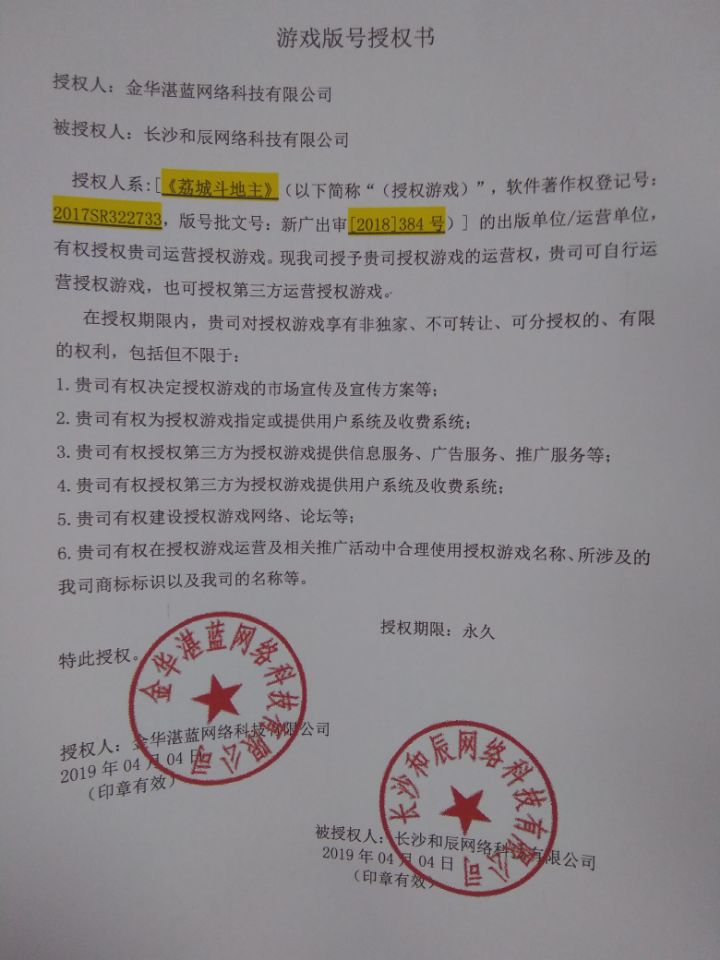 游戏版号授权书
授权人：金华湛蓝网络科技有限公司
被授权人：长沙和辰网络科技有限公司
授权人系:[《荔城斗地主》（以下简称“（授权游戏）”，软件著作权登记号：
2017SR322733，版号批文号：新广出审[2018]384 号）］的出版单位/运营单位，
有权授权贵司运营授权游戏。现我司授予贵司授权游戏的运营权，贵司可自行运
营授权游戏，也可授权第三方运营授权游戏。
在授权期限内，贵司对授权游戏享有非独家、不可转让、可分授权的、有限
的权利，包括但不限于：
1.贵司有权决定授权游戏的市场宣传及宣传方案等；
2.贵司有权为授权游戏指定或提供用户系统及收费系统；
3.贵司有权授权第三方为授权游戏提供信息服务、广告服务、推广服务等；
4.贵司有权授权第三方为授权游戏提供用户系统及收费系统；
5.贵司有权建设授权游戏网络、论坛等；
6.贵司有权在授权游戏运营及相关推广活动中合理使用授权游戏名称、所涉及的
我司商标标识以及我司的名称等。
授权期限：永久
特此授权。
金华湛蓝网络科技有限公司
授权人：金华湛蓝网络科技有限公司
2019 年 04 月 04 日
（印章有效）
长沙和辰网络科技有限公司
被授权人：长沙和辰网络科技有限公司
2019 年 04 月 04 日
（印章有效）